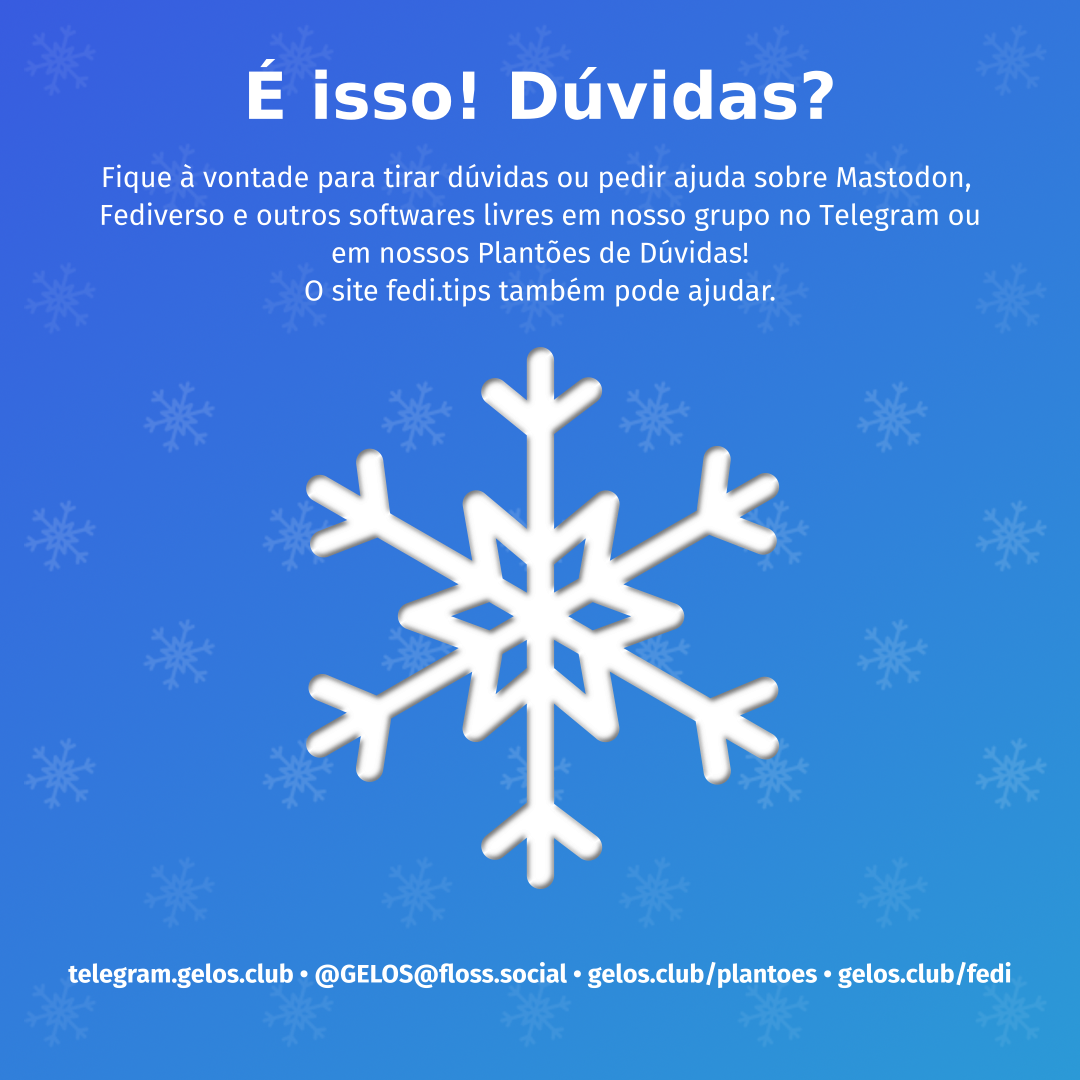 É isso! Dúvidas?
Fique à vontade para tirar dúvidas ou pedir ajuda sobre Mastodon,
Fediverso e outros softwares livres em nosso grupo no Telegram ou
em nossos Plantões de Dúvidas!
O site fedi.tips também pode ajudar.
telegram.gelos.club • @GELOS@floss.social • gelos.club/plantoes • gelos.club/fedi